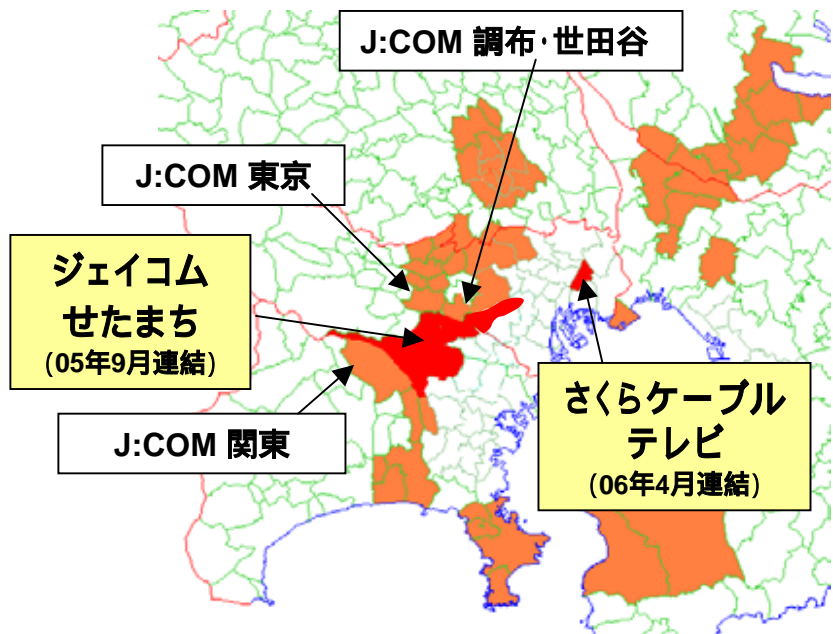 J:COM 調布・世田谷
J:COM 東京
ジェイコム
せたまち
(05年9月連結)
さくらケーブル
テレビ
(06年4月連結)
J:COM 関東